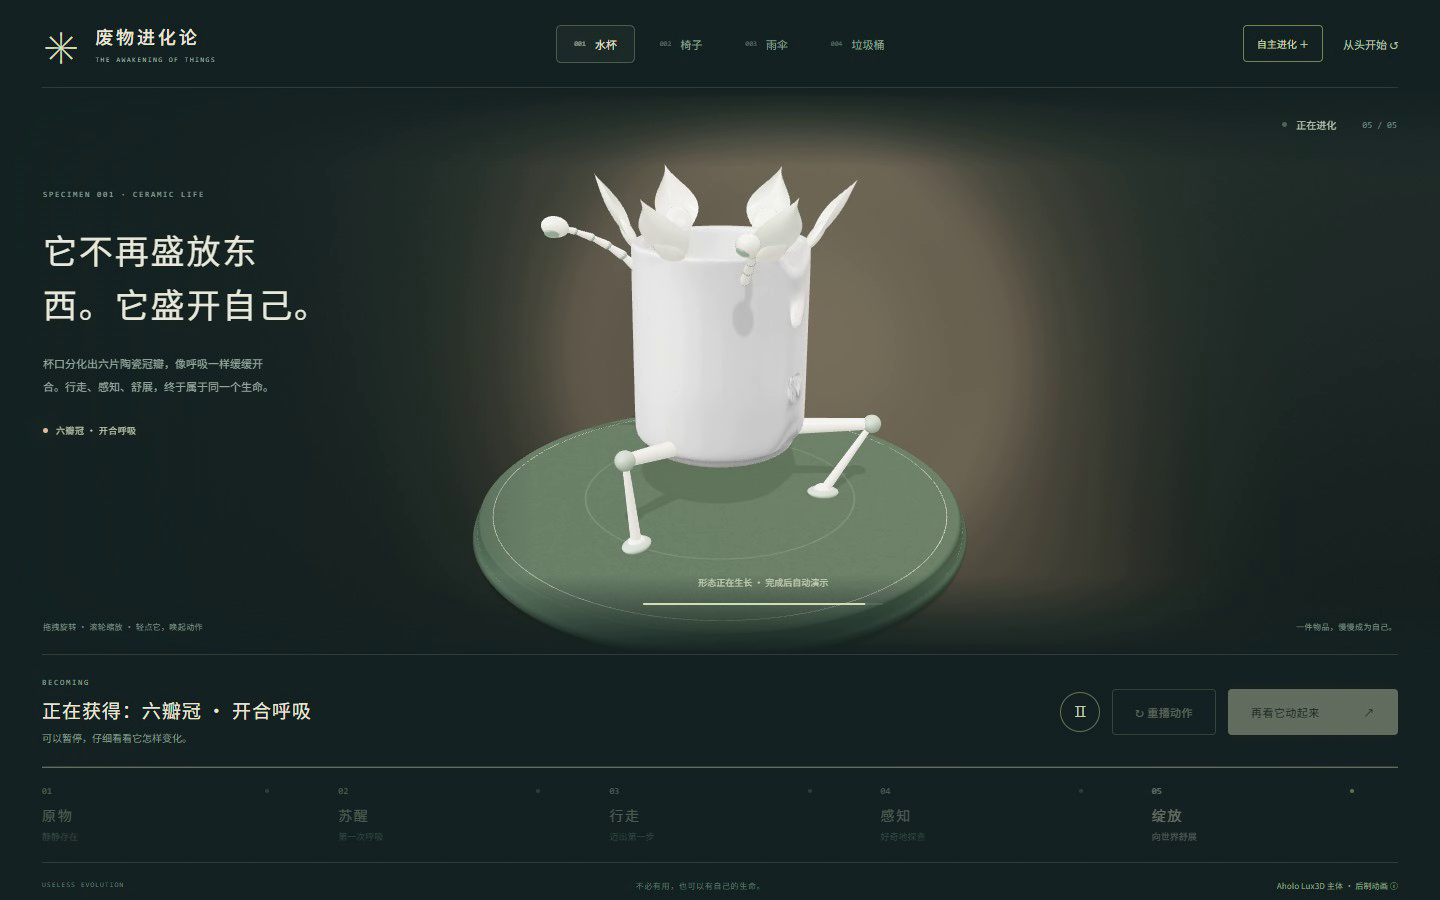 废物进化论
THE AWAKENING OF THINGS
001 水杯
002 椅子
003 雨伞
004 垃圾桶
自主进化 +
从头开始 ↺
正在进化 05 / 05
SPECIMEN 001 · CERAMIC LIFE
它不再盛放东
西。它盛开自己。
杯口分化出六片陶瓷冠瓣，像呼吸一样缓缓开
合。行走、感知、舒展，终于属于同一个生命。
六瓣冠 · 开合呼吸
形态正在生长 · 完成后自动演示
拖拽旋转 · 滚轮缩放 · 轻点它，唤起动作
一件物品，慢慢成为自己。
BECOMING
正在获得：六瓣冠 · 开合呼吸
可以暂停，仔细看看它怎样变化。
↻ 重播动作
再看它动起来 ↗
01
原物
静静存在
02
苏醒
第一次呼吸
03
行走
迈出第一步
04
感知
好奇地探查
05
绽放
向世界舒展
USELESS EVOLUTION
不必有用，也可以有自己的生命。
Aholo Lux3D 主体 · 后制动画 ⓘ